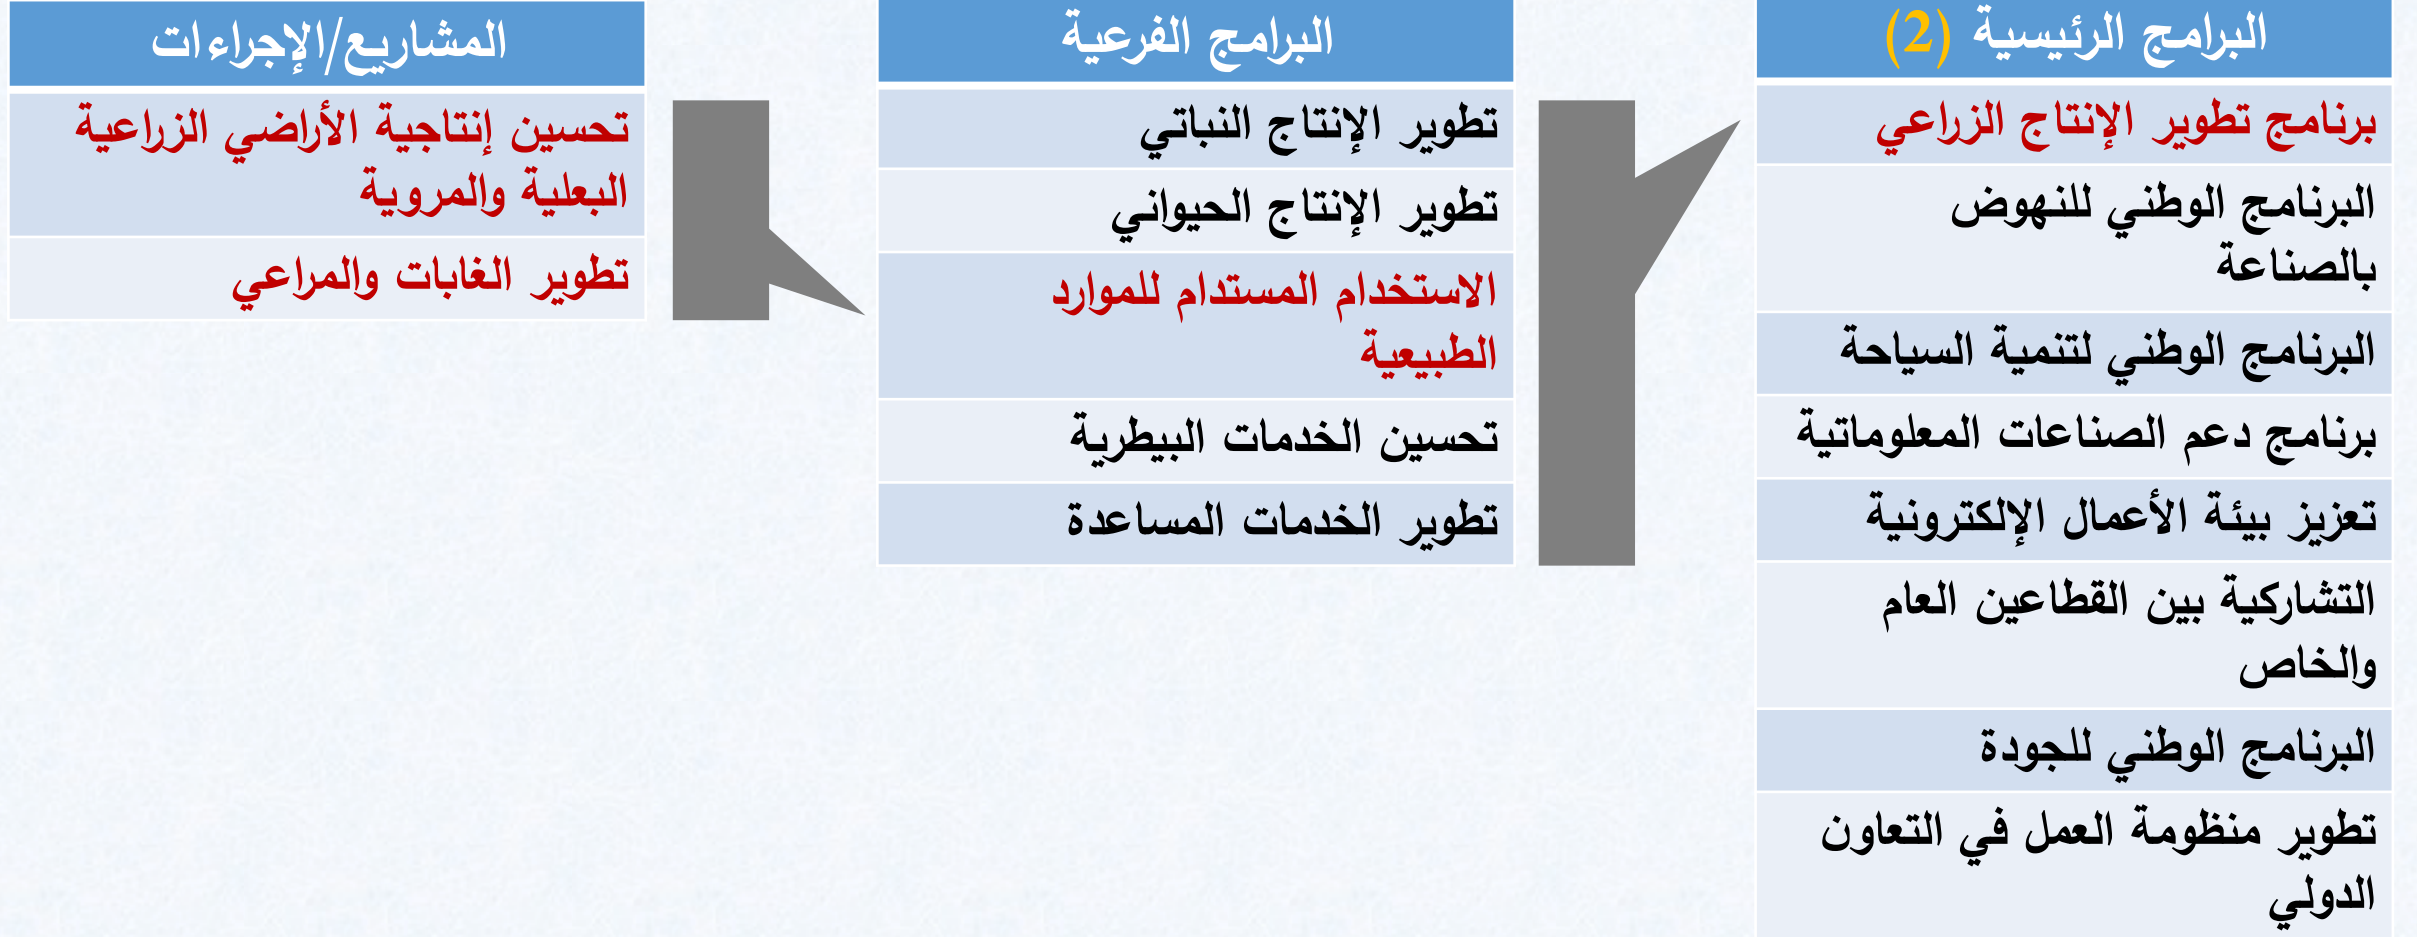 البرامج الرئيسية (2)
برنامج تطوير الإنتاج الزراعي
البرنامج الوطني للنهوض
بالصناعة
البرنامج الوطني لتنمية السياحة
برنامج دعم الصناعات المعلوماتية
تعزيز بيئة الأعمال الإلكترونية
التشاركية بين القطاعين العام
والخاص
البرنامج الوطني للجودة
تطوير منظومة العمل في التعاون
الدولي
البرامج الفرعية
تطوير الإنتاج النباتي
تطوير الإنتاج الحيواني
الاستخدام المستدام للموارد
الطبيعية
تحسين الخدمات البيطرية
تطوير الخدمات المساعدة
المشاريع/الإجراءات
تحسين إنتاجية الأراضي الزراعية
البعلية والمروية
تطوير الغابات والمراعي